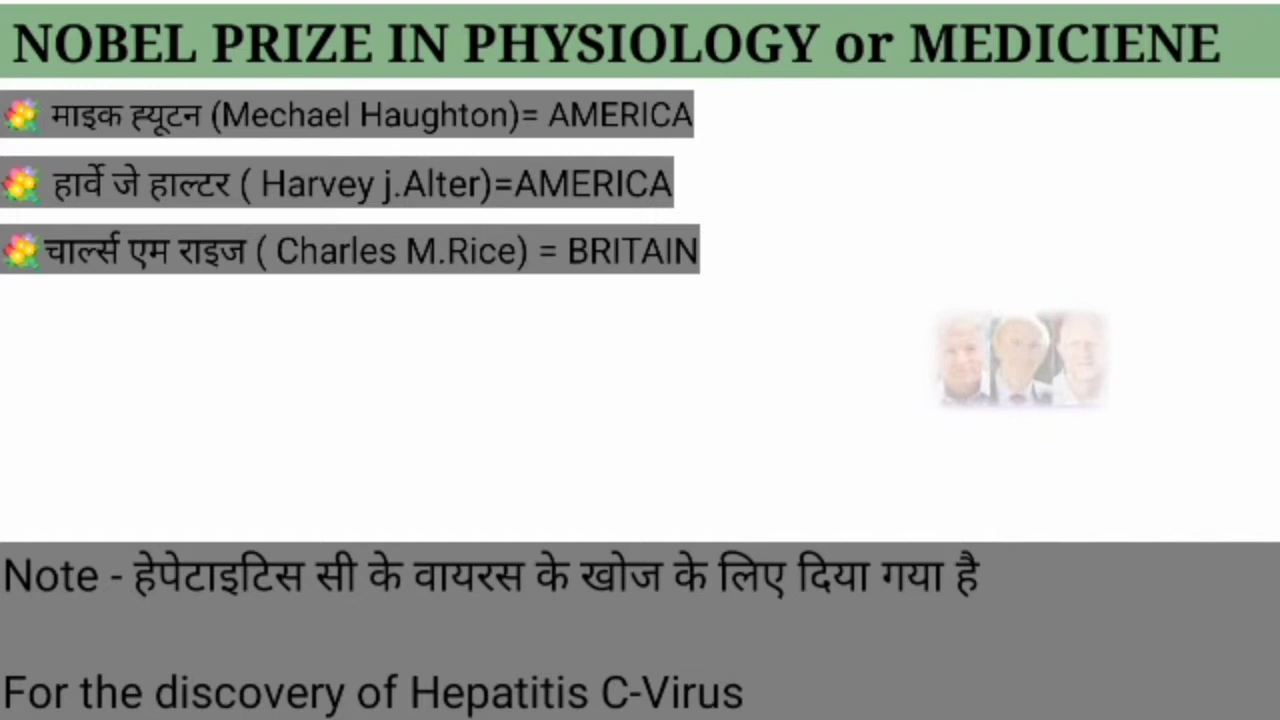 NOBEL PRIZE IN PHYSIOLOGY or MEDICIENE
माइक ह्यूटन (Mechael Haughton)= AMERICA
हार्वे जे हाल्टर ( Harvey j.Alter)=AMERICA
चार्ल्स एम राइज ( Charles M.Rice) = BRITAIN
Note - हेपेटाइटिस सी के वायरस के खोज के लिए दिया गया है
For the discovery of Hepatitis C-Virus